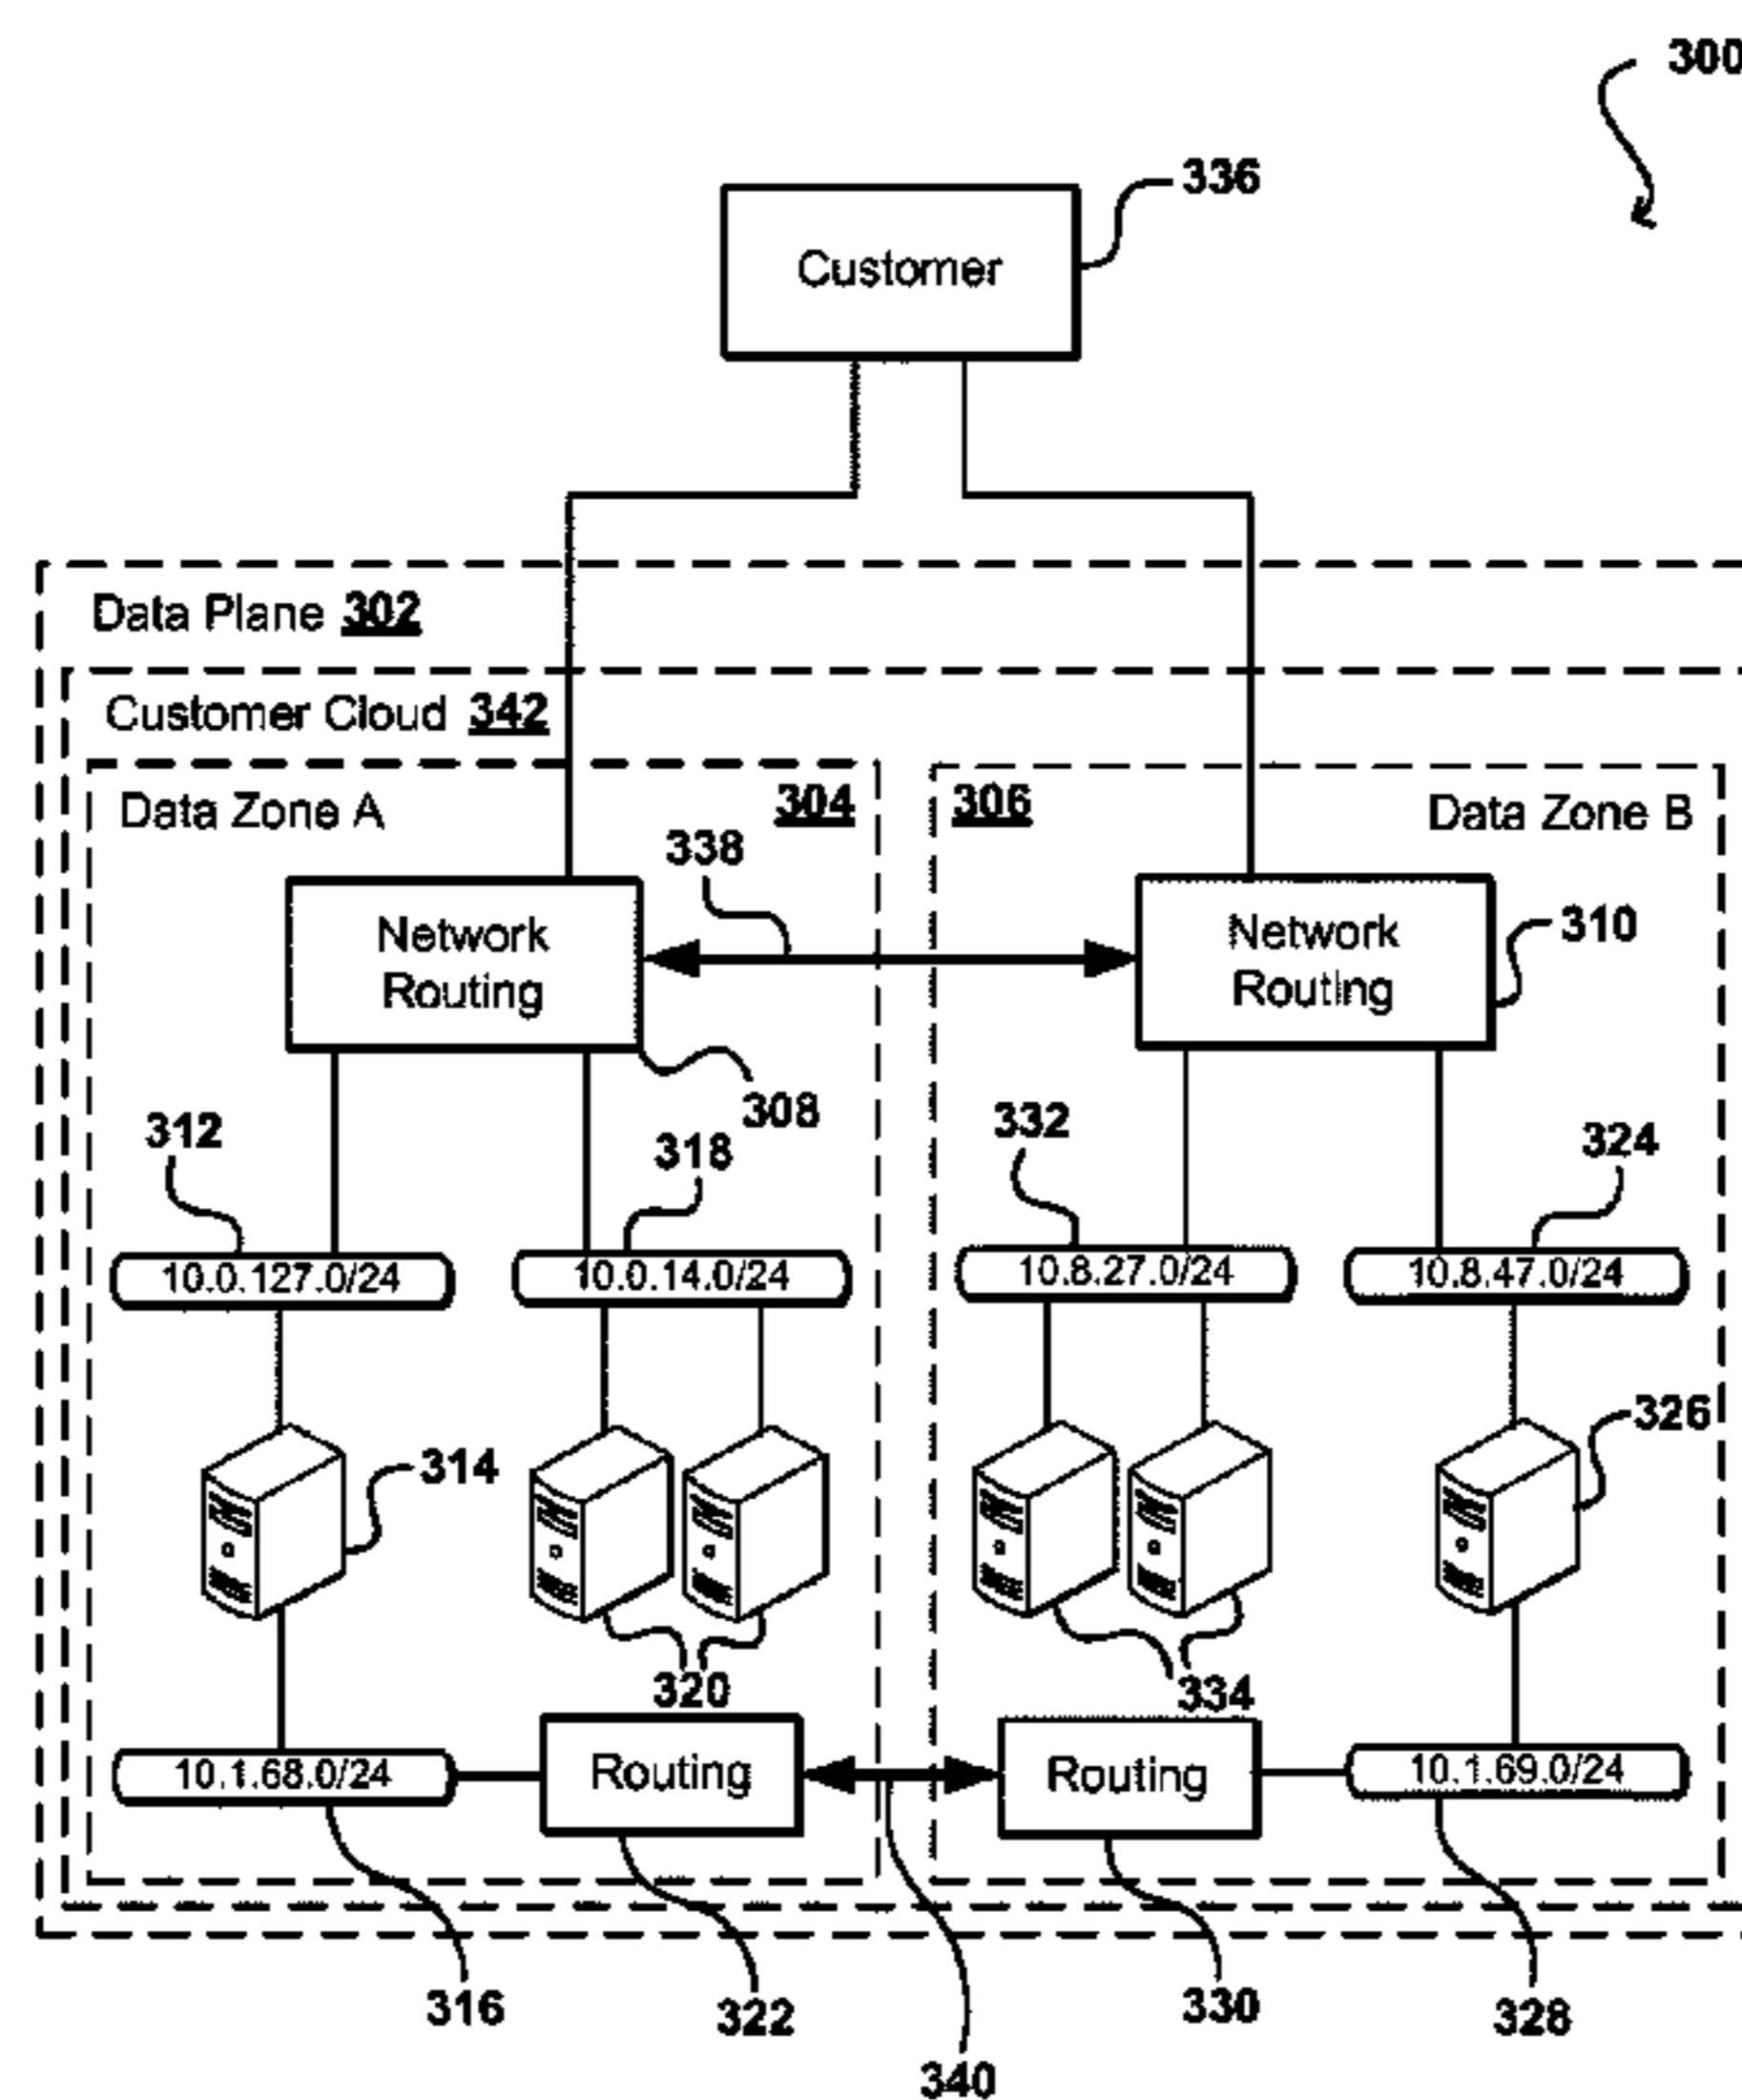 300
336
Customer
Data Plane 302
Customer Cloud 342
Data Zone A 304
306 Data Zone B
338
Network
Routing
Network
Routing
310
308
312
318
332
324
10.0.127.0/24
10.0.14.0/24
10.8.27.0/24
10.8.47.0/24
314
326
320
334
10.1.68.0/24
Routing
Routing
10.1.69.0/24
316
322
330
328
340